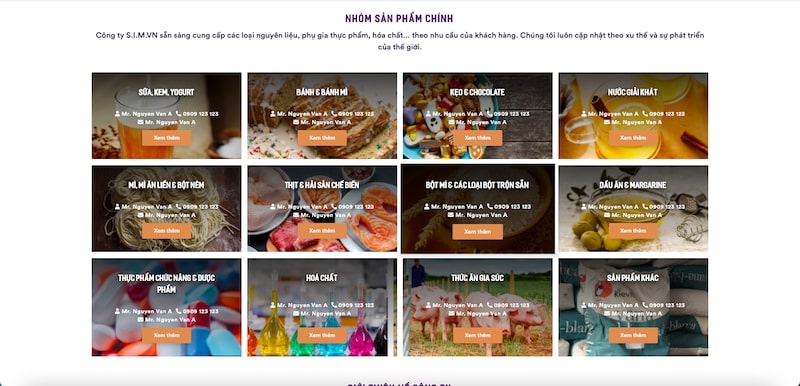 NHÓM SẢN PHẨM CHÍNH
Công ty S.I.M.VN sẵn sàng cung cấp các loại nguyên liệu, phụ gia thực phẩm, hóa chất... theo nhu cầu của khách hàng. Chúng tôi luôn cập nhật theo xu thế và sự phát triển
của thế giới.
SỮA, KEM, YOGURT
Mr. Nguyen Van A 0909 123 123
Mr. Nguyen Van A
Xem thêm
BÁNH & BÁNH MÌ
Mr. Nguyen Van A 0909 123 123
Mr. Nguyen Van A
Xem thêm
KẸO & CHOCOLATE
Mr. Nguyen Van A 0909 123 123
Mr. Nguyen Van A
Xem thêm
NƯỚC GIẢI KHÁT
Mr. Nguyen Van A 0909 123 123
Mr. Nguyen Van A
Xem thêm
MÌ, MÌ ĂN LIỀN & BỘT NÊM
Mr. Nguyen Van A 0909 123 123
Mr. Nguyen Van A
Xem thêm
THỊT & HẢI SẢN CHẾ BIẾN
Mr. Nguyen Van A 0909 123 123
Mr. Nguyen Van A
Xem thêm
BỘT MÌ & CÁC LOẠI BỘT TRỘN SẴN
Mr. Nguyen Van A 0909 123 123
Mr. Nguyen Van A
Xem thêm
DẦU ĂN & MARGARINE
Mr. Nguyen Van A 0909 123 123
Mr. Nguyen Van A
Xem thêm
THỰC PHẨM CHỨC NĂNG & DƯỢC
PHẨM
Mr. Nguyen Van A 0909 123 123
Mr. Nguyen Van A
Xem thêm
HOÁ CHẤT
Mr. Nguyen Van A 0909 123 123
Mr. Nguyen Van A
Xem thêm
THỨC ĂN GIA SÚC
Mr. Nguyen Van A 0909 123 123
Mr. Nguyen Van A
Xem thêm
SẢN PHẨM KHÁC
Mr. Nguyen Van A 0909 123 123
Mr. Nguyen Van A
Xem thêm
GIỚI THIỆU VỀ CÔNG TY